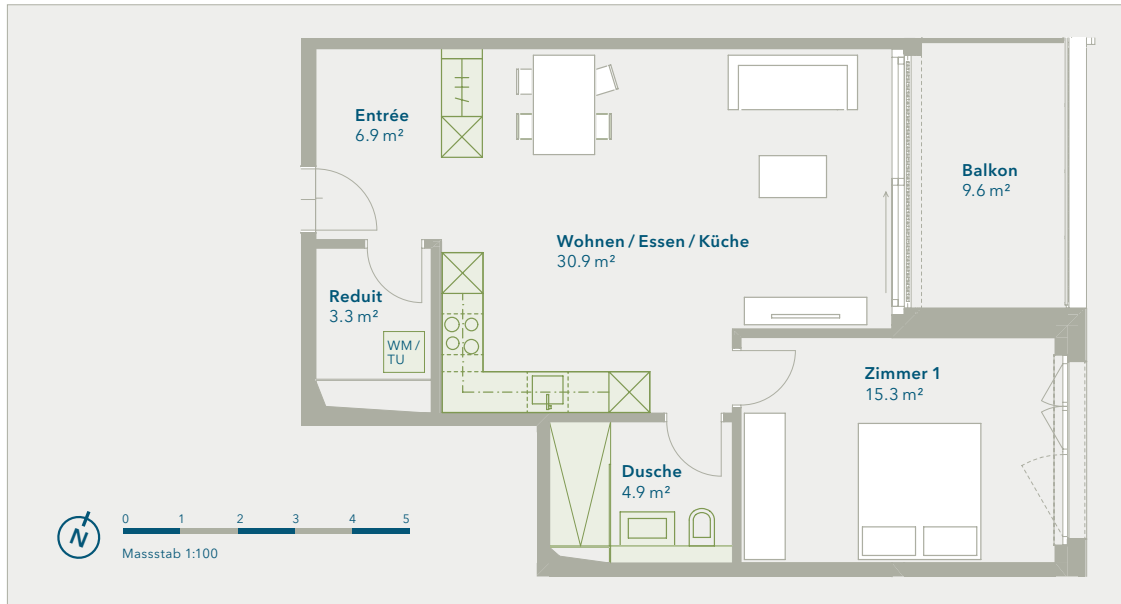 Entrée
6.9 m²
Balkon
9.6 m²
Wohnen / Essen / Küche
30.9 m²
Reduit
3.3 m²
WM /
TU
Zimmer 1
15.3 m²
Dusche
4.9 m²
N
0 1 2 3 4 5
Massstab 1:100